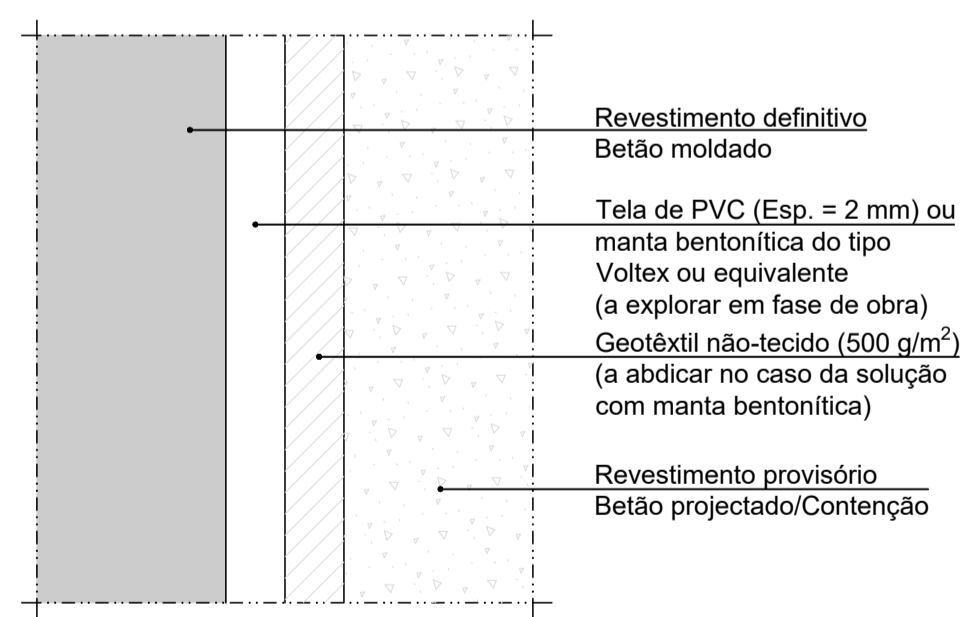 Revestimento definitivo
Betão moldado
Tela de PVC (Esp. = 2 mm) ou
manta bentonítica do tipo
Voltex ou equivalente
(a explorar em fase de obra)
Geotêxtil não-tecido (500 g/m²)
(a abdicar no caso da solução
com manta bentonítica)
Revestimento provisório
Betão projectado/Contenção